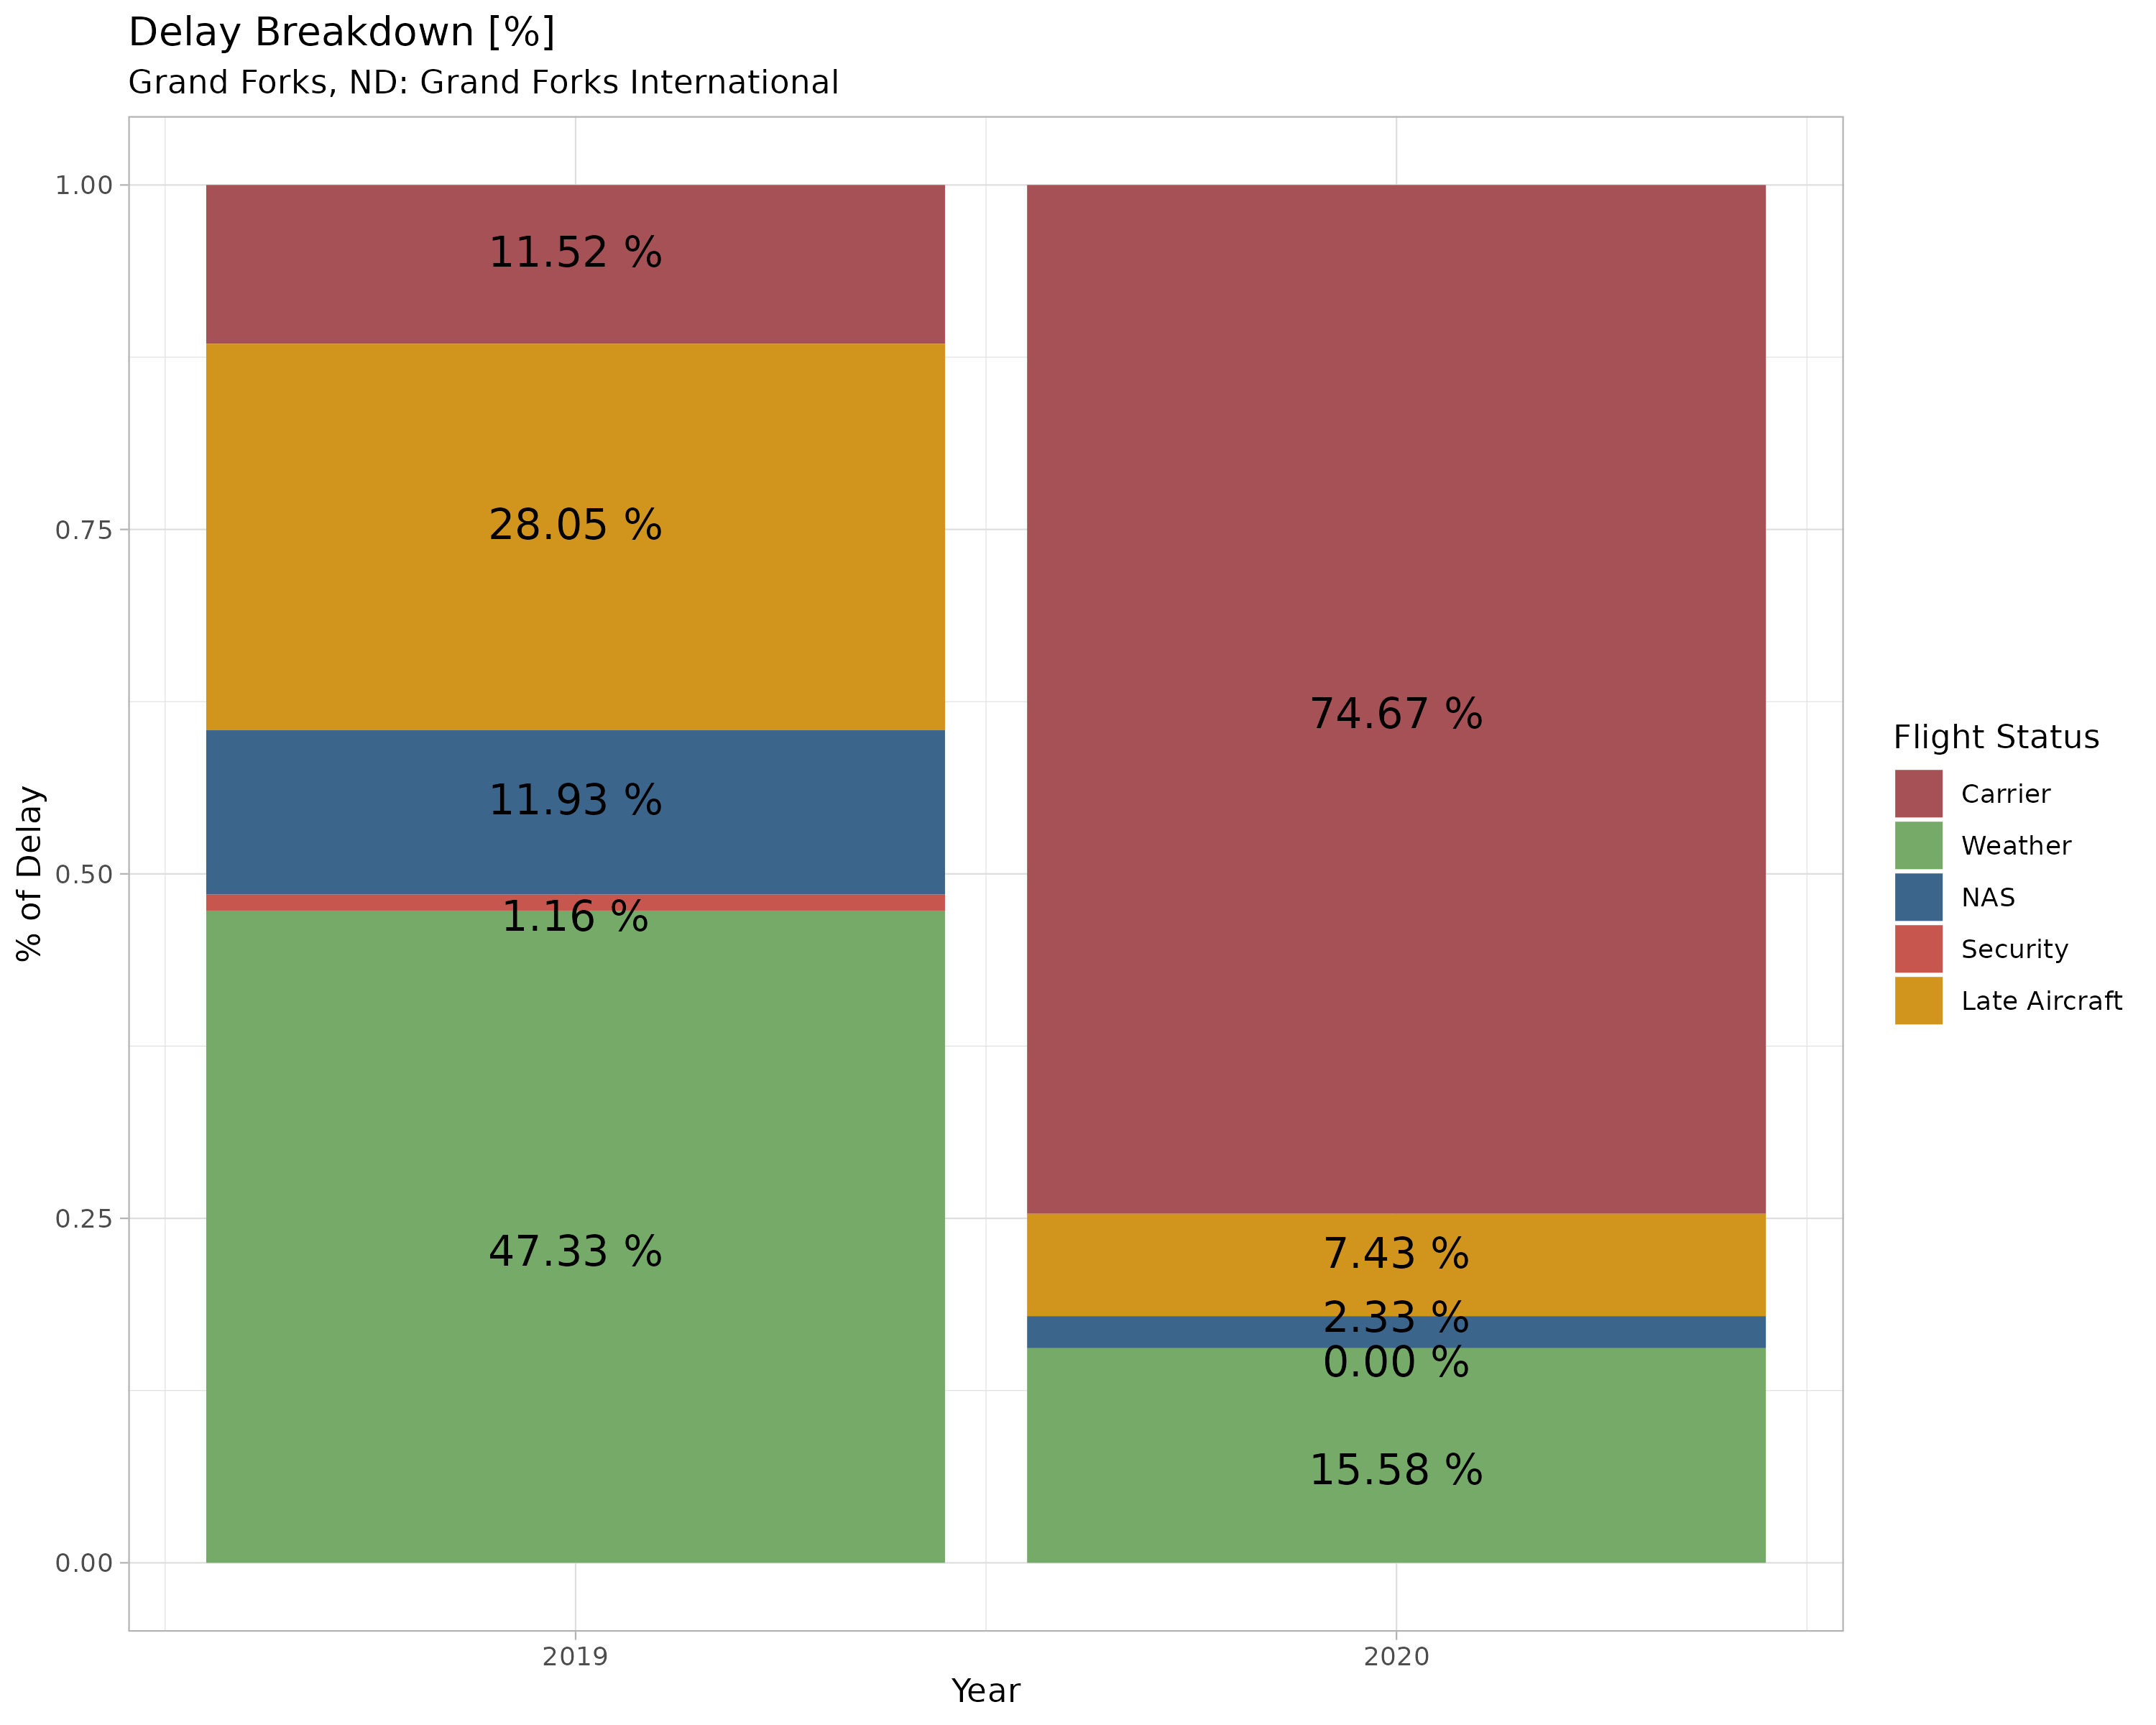 Delay Breakdown [%]
Grand Forks, ND: Grand Forks International
% of Delay
1.00
0.75
0.50
0.25
0.00
11.52 %
28.05 %
11.93 %
1.16 %
47.33 %
74.67 %
7.43 %
2.33 %
0.00 %
15.58 %
2019
2020
Year
Flight Status
Carrier
Weather
NAS
Security
Late Aircraft